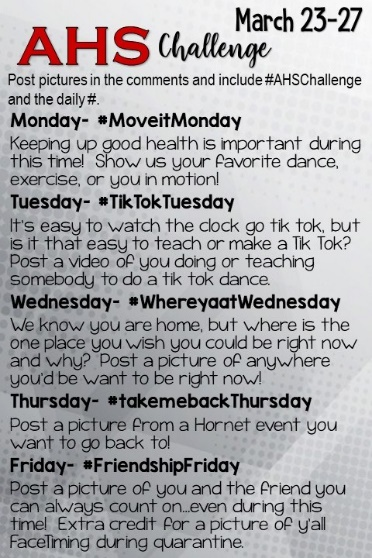 March 23-27
AHS Challenge
Post pictures in the comments and include #AHSChallenge
and the daily #.
Monday- #MoveitMonday
Keeping up good health is important during
this time! Show us your favorite dance,
exercise, or you in motion!
Tuesday- #TikTokTuesday
It's easy to watch the clock go tik tok, but
is it that easy to teach or make a Tik Tok?
Post a video of you doing or teaching
somebody to do a tik tok dance.
Wednesday- #WhereyaatWednesday
We know you are home, but where is the
one place you wish you could be right now
and why? Post a picture of anywhere
you'd be want to be right now!
Thursday- #takemebackThursday
Post a picture from a Hornet event you
want to go back to!
Friday- #FriendshipFriday
Post a picture of you and the friend you
can always count on...even during this
time! Extra credit for a picture of y'all
FaceTiming during quarantine.